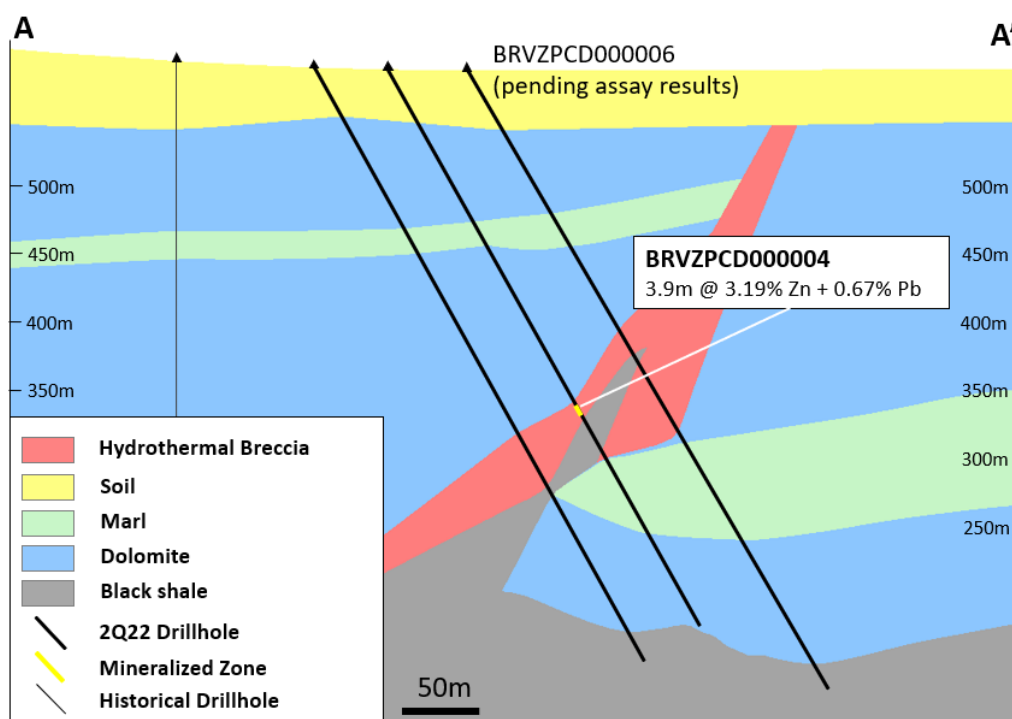 A
A'
BRVZPCD000006
(pending assay results)
500m
500m
BRVZPCD000004
3.9m @ 3.19% Zn + 0.67% Pb
450m
450m
400m
400m
350m
350m
Hydrothermal Breccia
300m
Soil
Marl
250m
Dolomite
Black shale
2Q22 Drillhole
Mineralized Zone
Historical Drillhole
50m